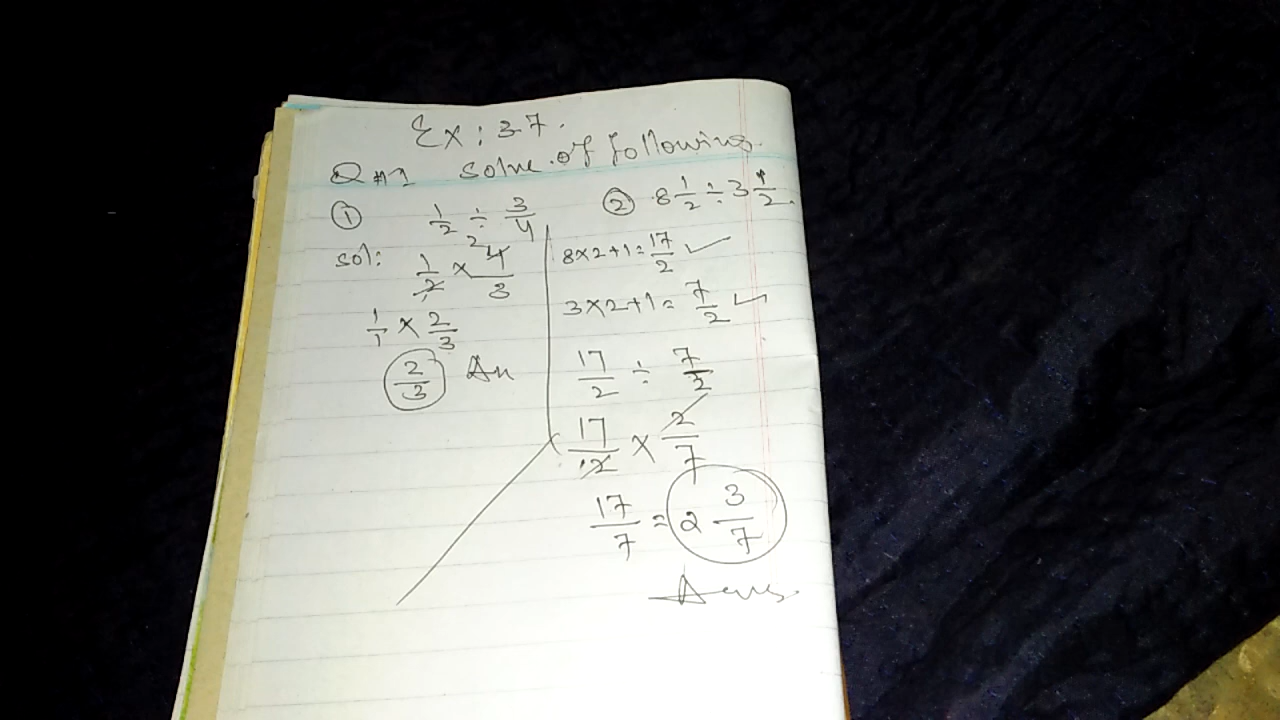 Ex: 3.7.
Q#1 Solve of following.
① 1/2 ÷ 3/4
Sol: 1/2 × 4/3
2
1/1 × 2/3
2/3 An
② 8 1/2 ÷ 3 1/2.
8×2+1=17/2 ✓
3×2+1=7/2 ✓
17/2 ÷ 7/2
17/2 × 2/7
17/7 = 2 3/7